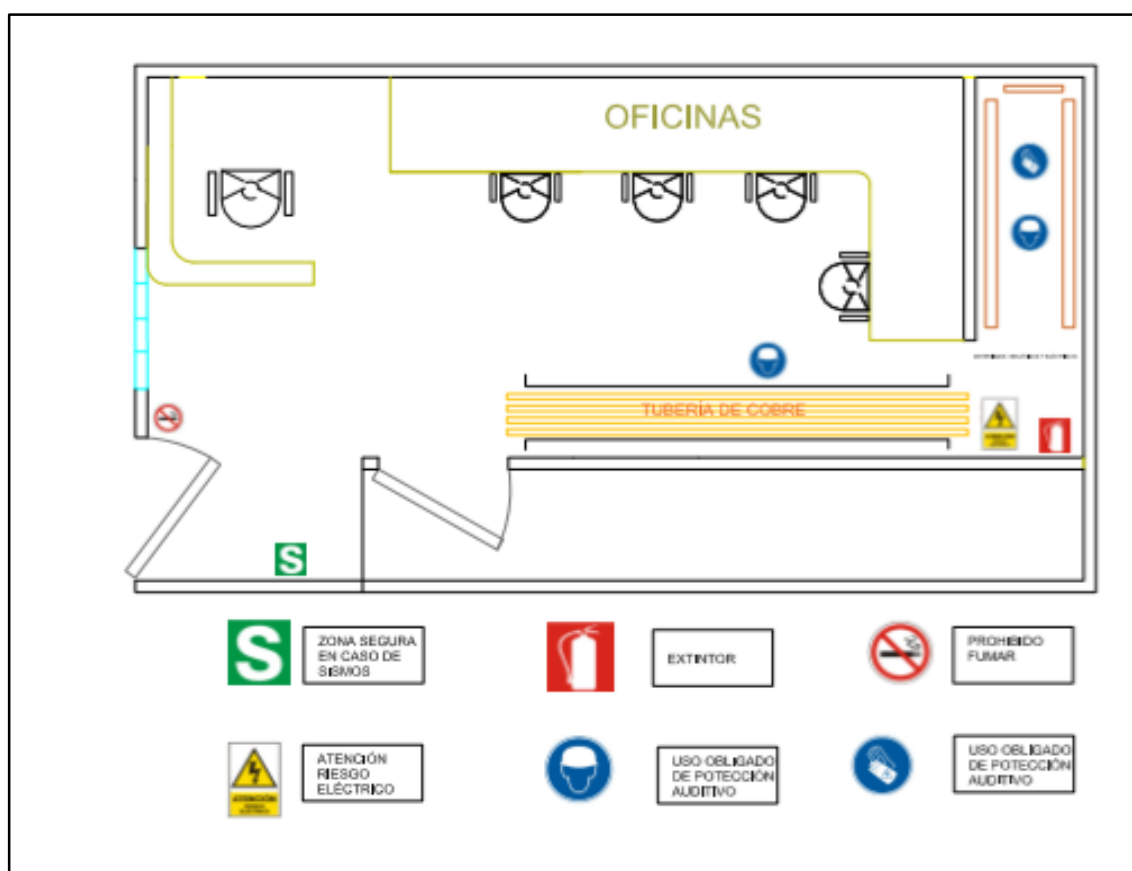 OFICINAS
TUBERÍA DE COBRE
S
S
ZONA SEGURA
EN CASO DE
SISMOS
EXTINTOR
PROHIBIDO
FUMAR
ATENCIÓN
ATENCIÓN
RIESGO
ELÉCTRICO
USO OBLIGADO
DE POTECCIÓN
AUDITIVO
USO OBLIGADO
DE POTECCIÓN
AUDITIVO